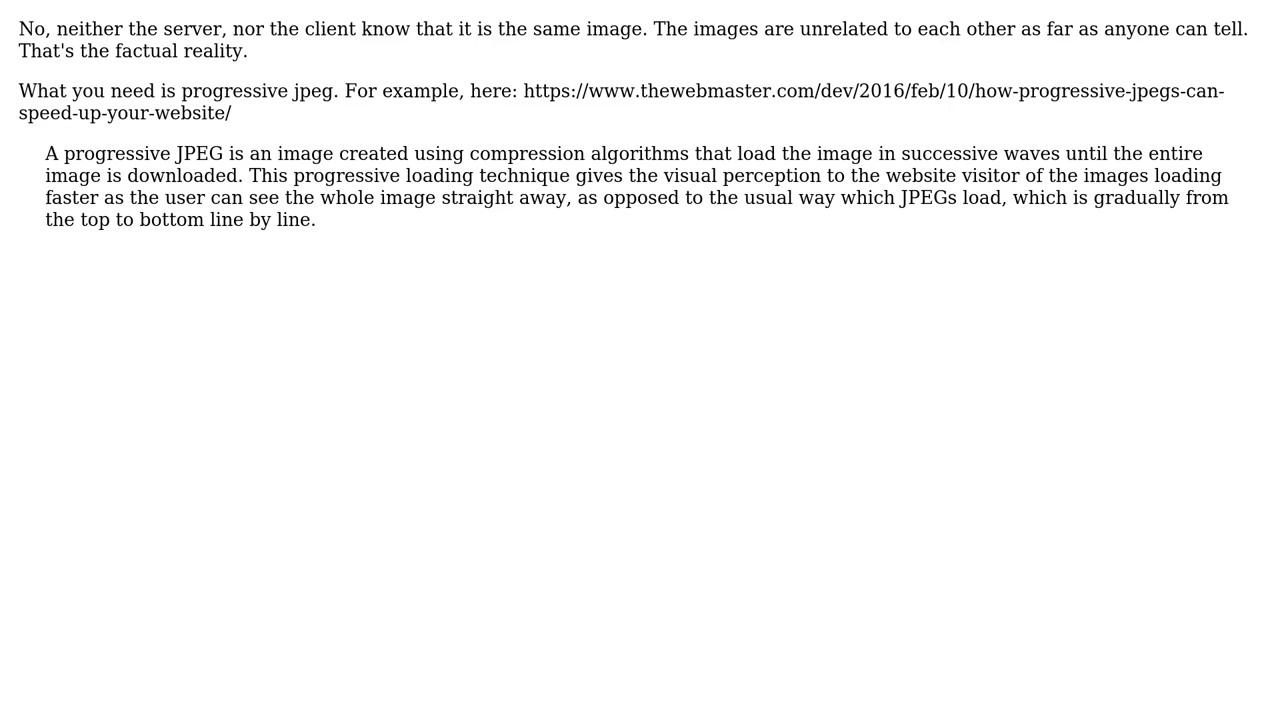 No, neither the server, nor the client know that it is the same image. The images are unrelated to each other as far as anyone can tell.
That's the factual reality.
What you need is progressive jpeg. For example, here: https://www.thewebmaster.com/dev/2016/feb/10/how-progressive-jpegs-can-
speed-up-your-website/
A progressive JPEG is an image created using compression algorithms that load the image in successive waves until the entire
image is downloaded. This progressive loading technique gives the visual perception to the website visitor of the images loading
faster as the user can see the whole image straight away, as opposed to the usual way which JPEGs load, which is gradually from
the top to bottom line by line.